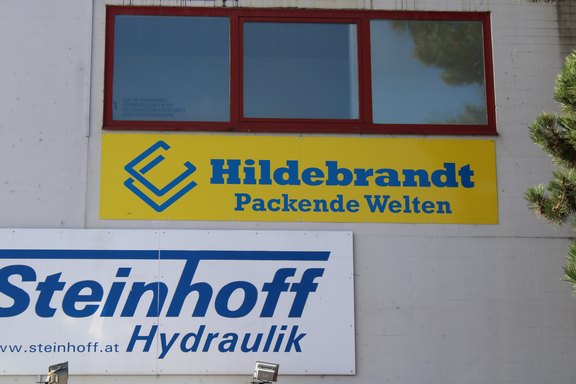 Hildebrandt
Packende Welten
Steinhoff
www.steinhoff.at Hydraulik